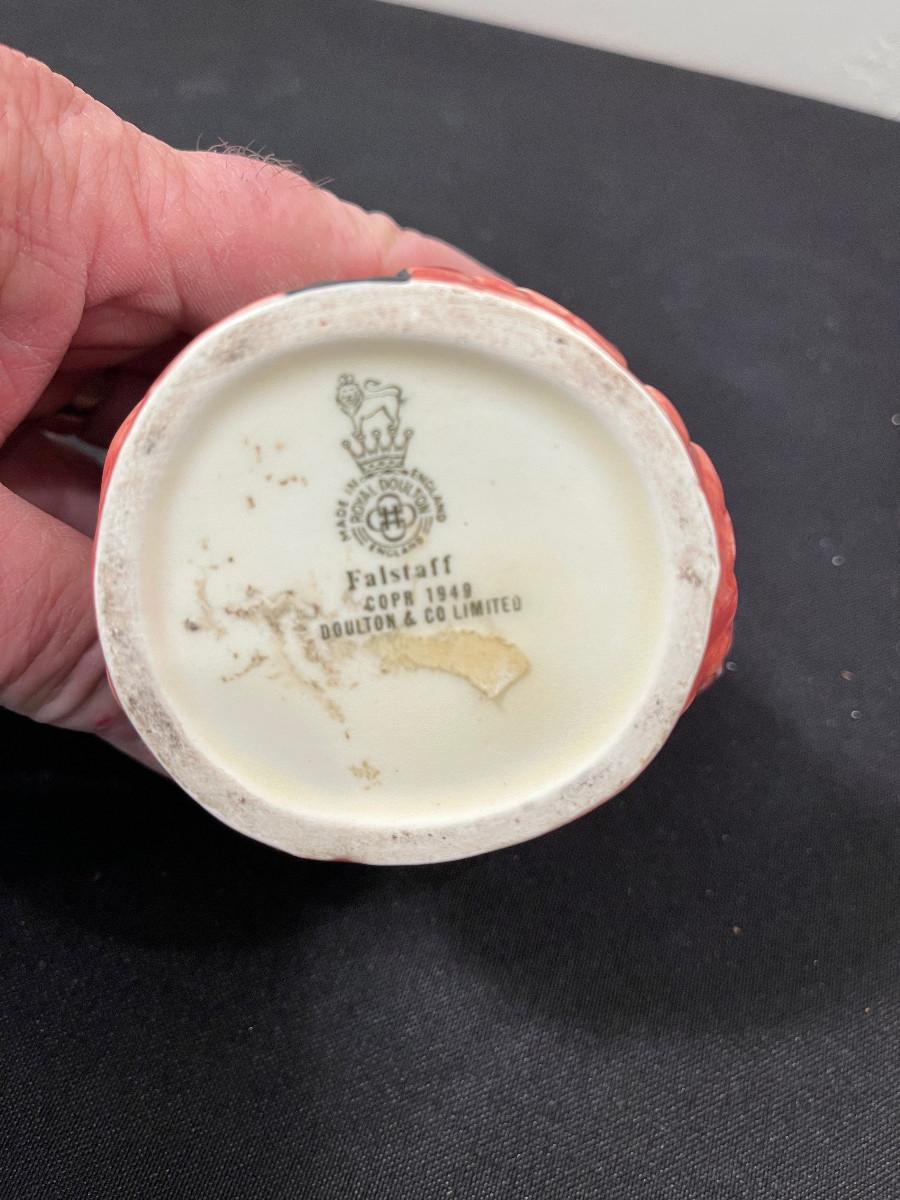 MADE IN ENGLAND
ROYAL DOULTON
ENGLAND
Falstaff
COPR 1949
DOULTON & CO LIMITED